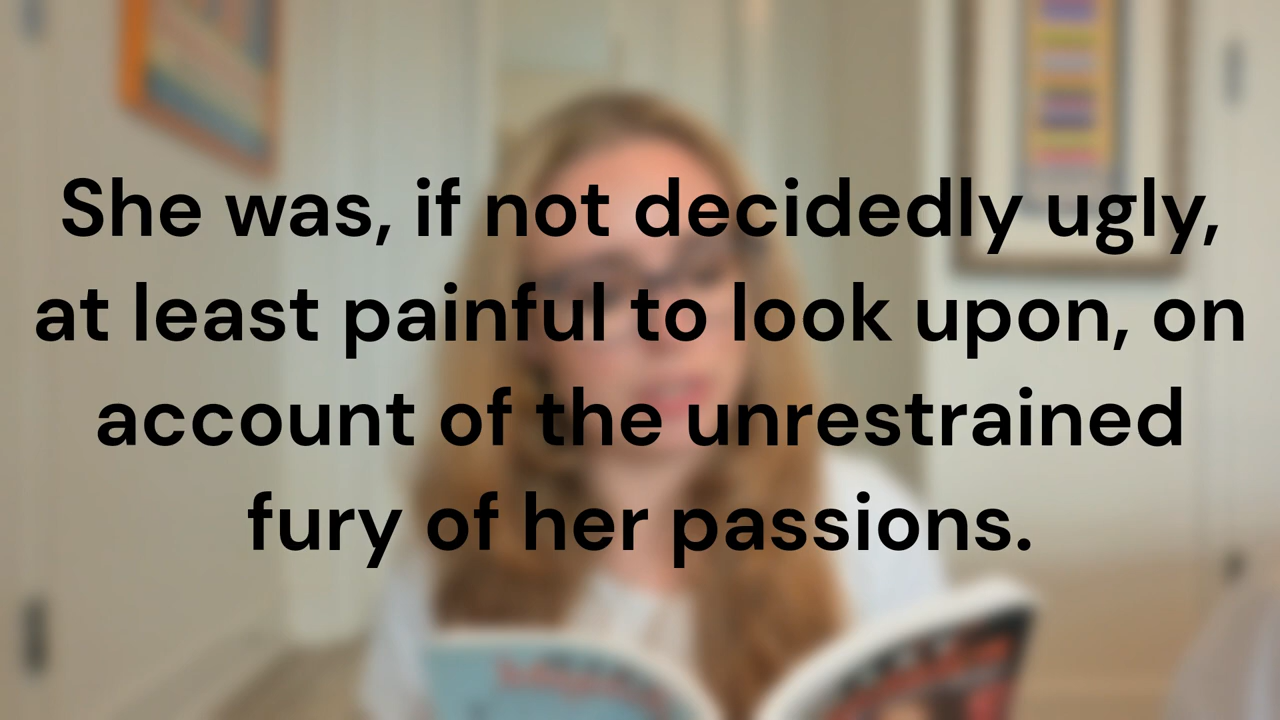 She was, if not decidedly ugly,
at least painful to look upon, on
account of the unrestrained
fury of her passions.